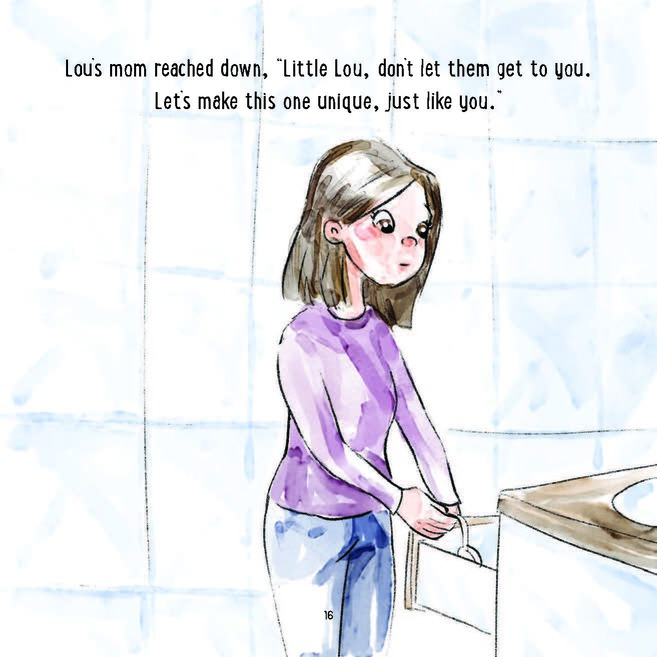 Lou's mom reached down, "Little Lou, don't let them get to you.
Let's make this one unique, just like you."
16